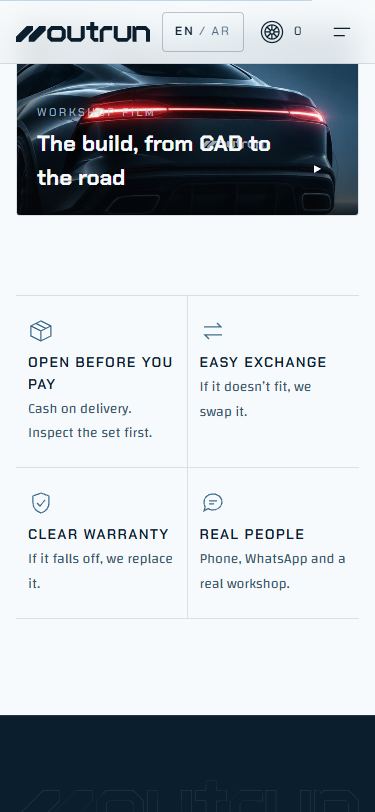 outrun
EN / AR
0
WORKSHOP FILM
The build, from CAD to
the road
OPEN BEFORE YOU
PAY
Cash on delivery.
Inspect the set first.
EASY EXCHANGE
If it doesn't fit, we
swap it.
CLEAR WARRANTY
If it falls off, we replace
it.
REAL PEOPLE
Phone, WhatsApp and a
real workshop.
outrun